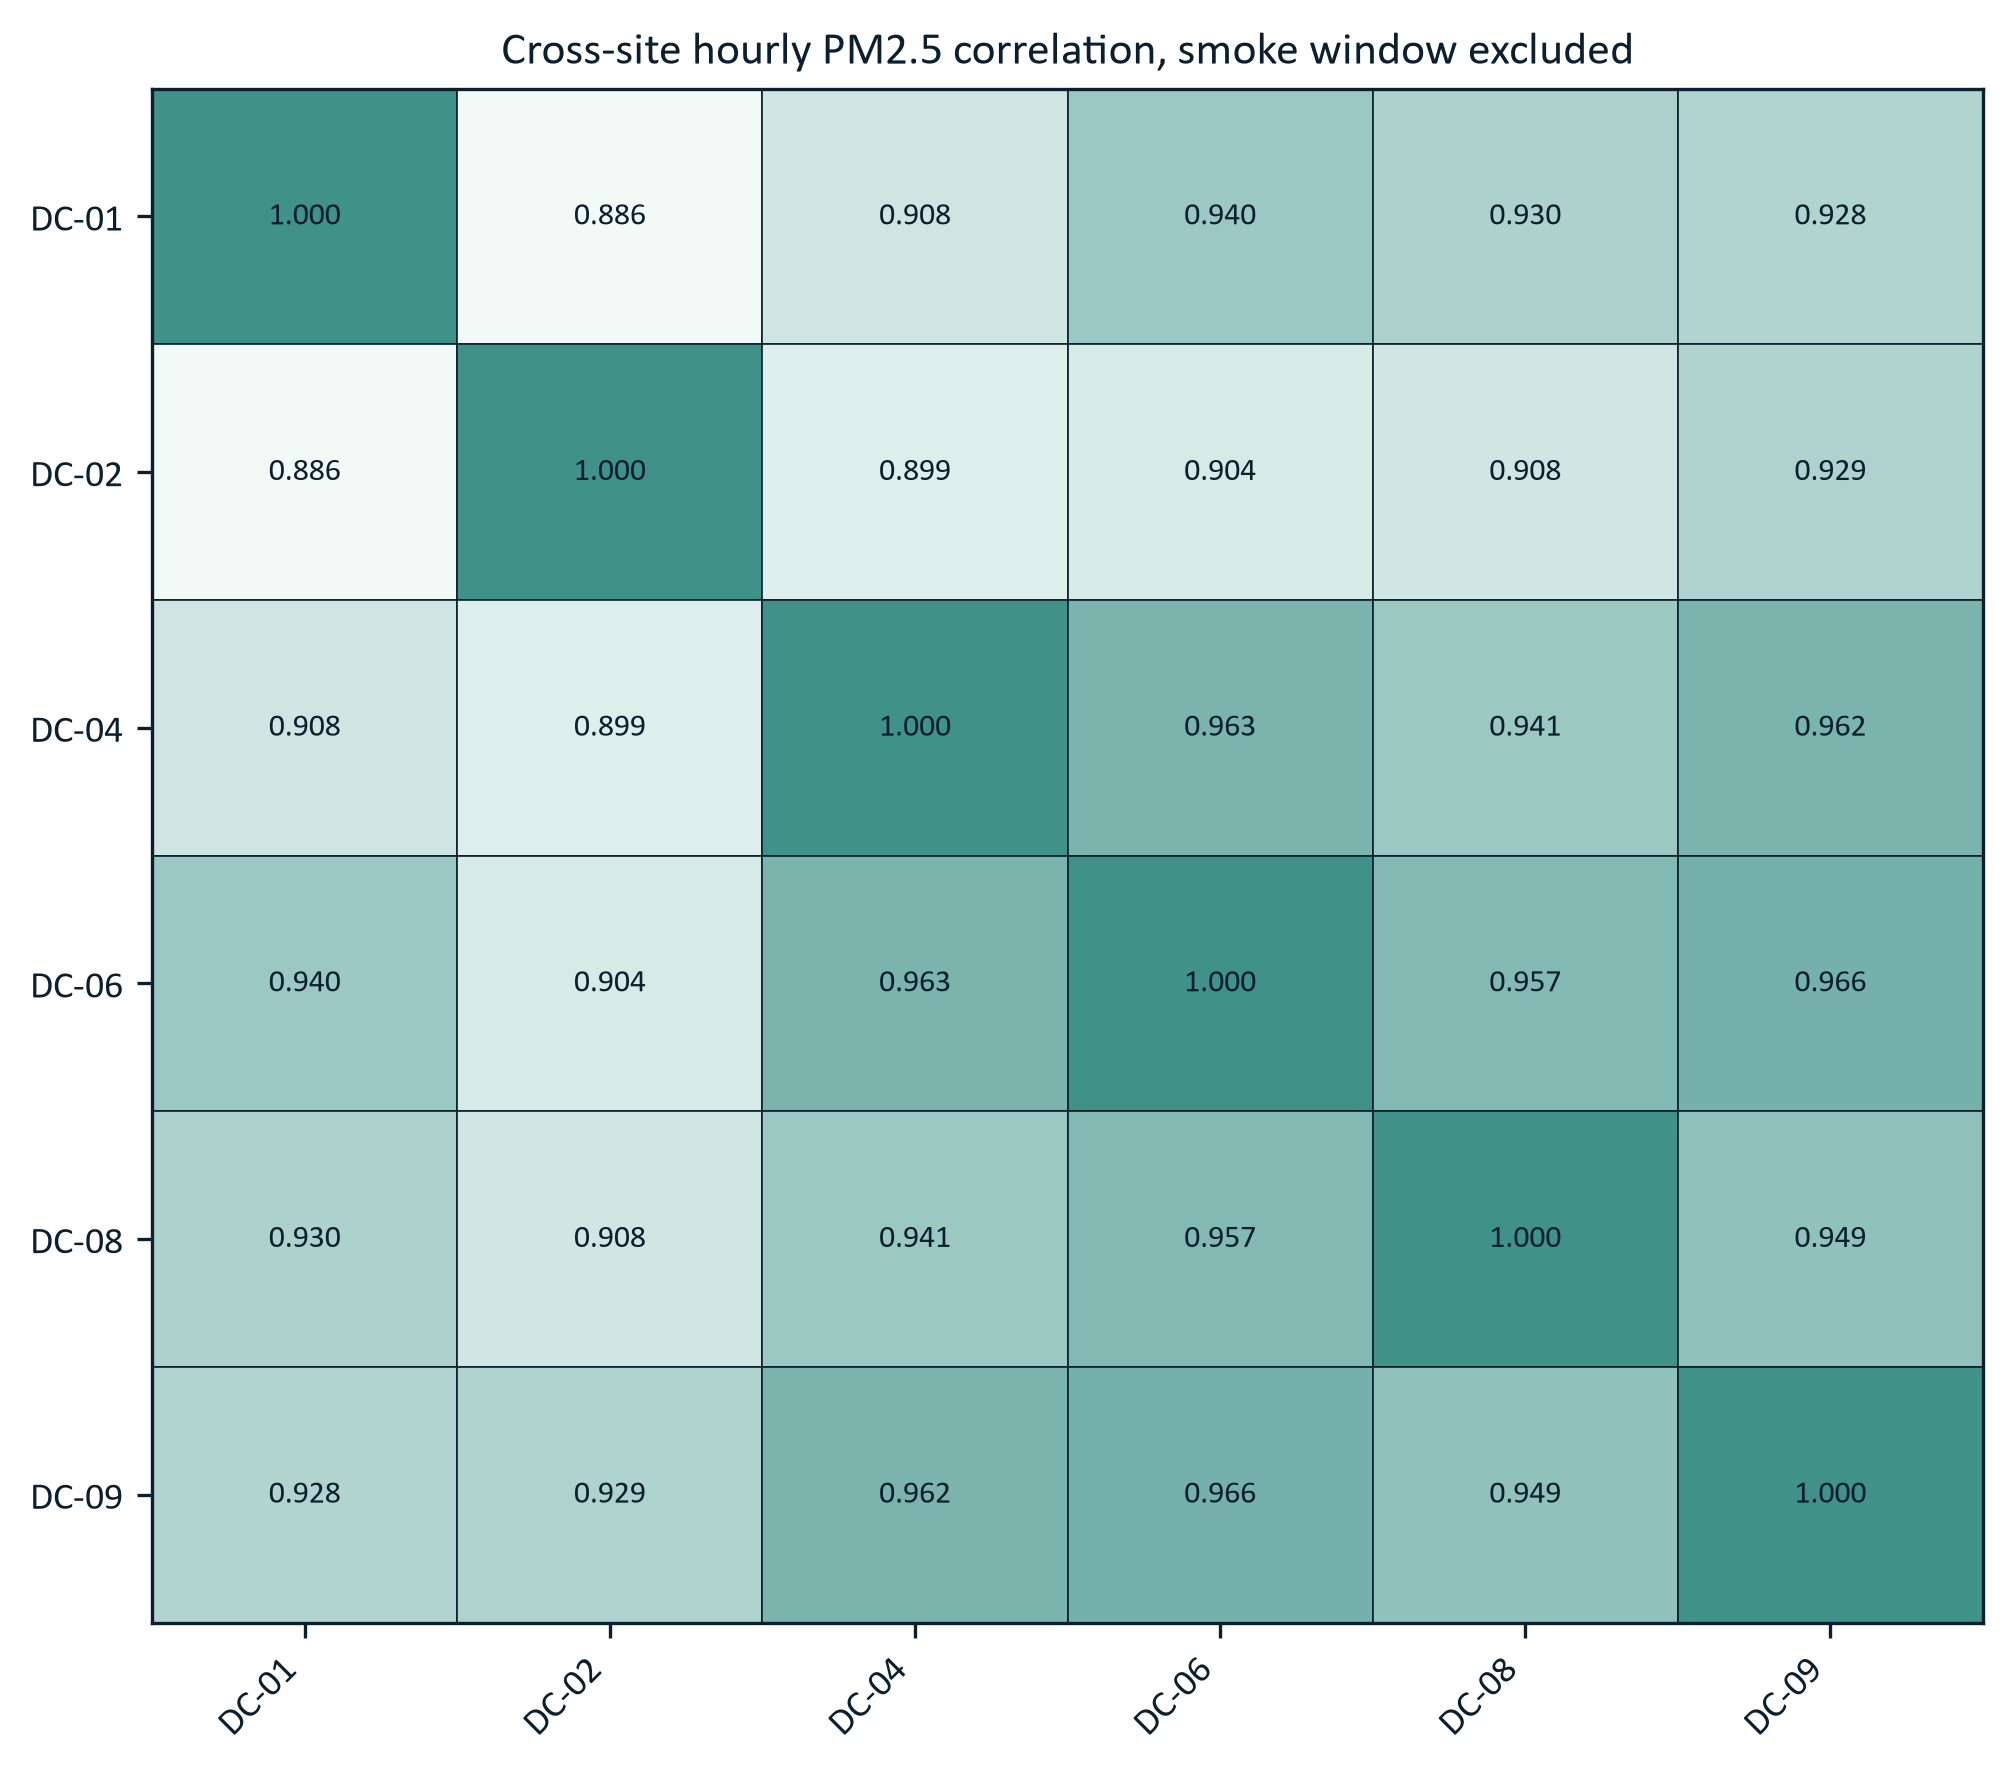 Cross-site hourly PM2.5 correlation, smoke window excluded
DC-01 1.000 0.886 0.908 0.940 0.930 0.928
DC-02 0.886 1.000 0.899 0.904 0.908 0.929
DC-04 0.908 0.899 1.000 0.963 0.941 0.962
DC-06 0.940 0.904 0.963 1.000 0.957 0.966
DC-08 0.930 0.908 0.941 0.957 1.000 0.949
DC-09 0.928 0.929 0.962 0.966 0.949 1.000
DC-01 DC-02 DC-04 DC-06 DC-08 DC-09